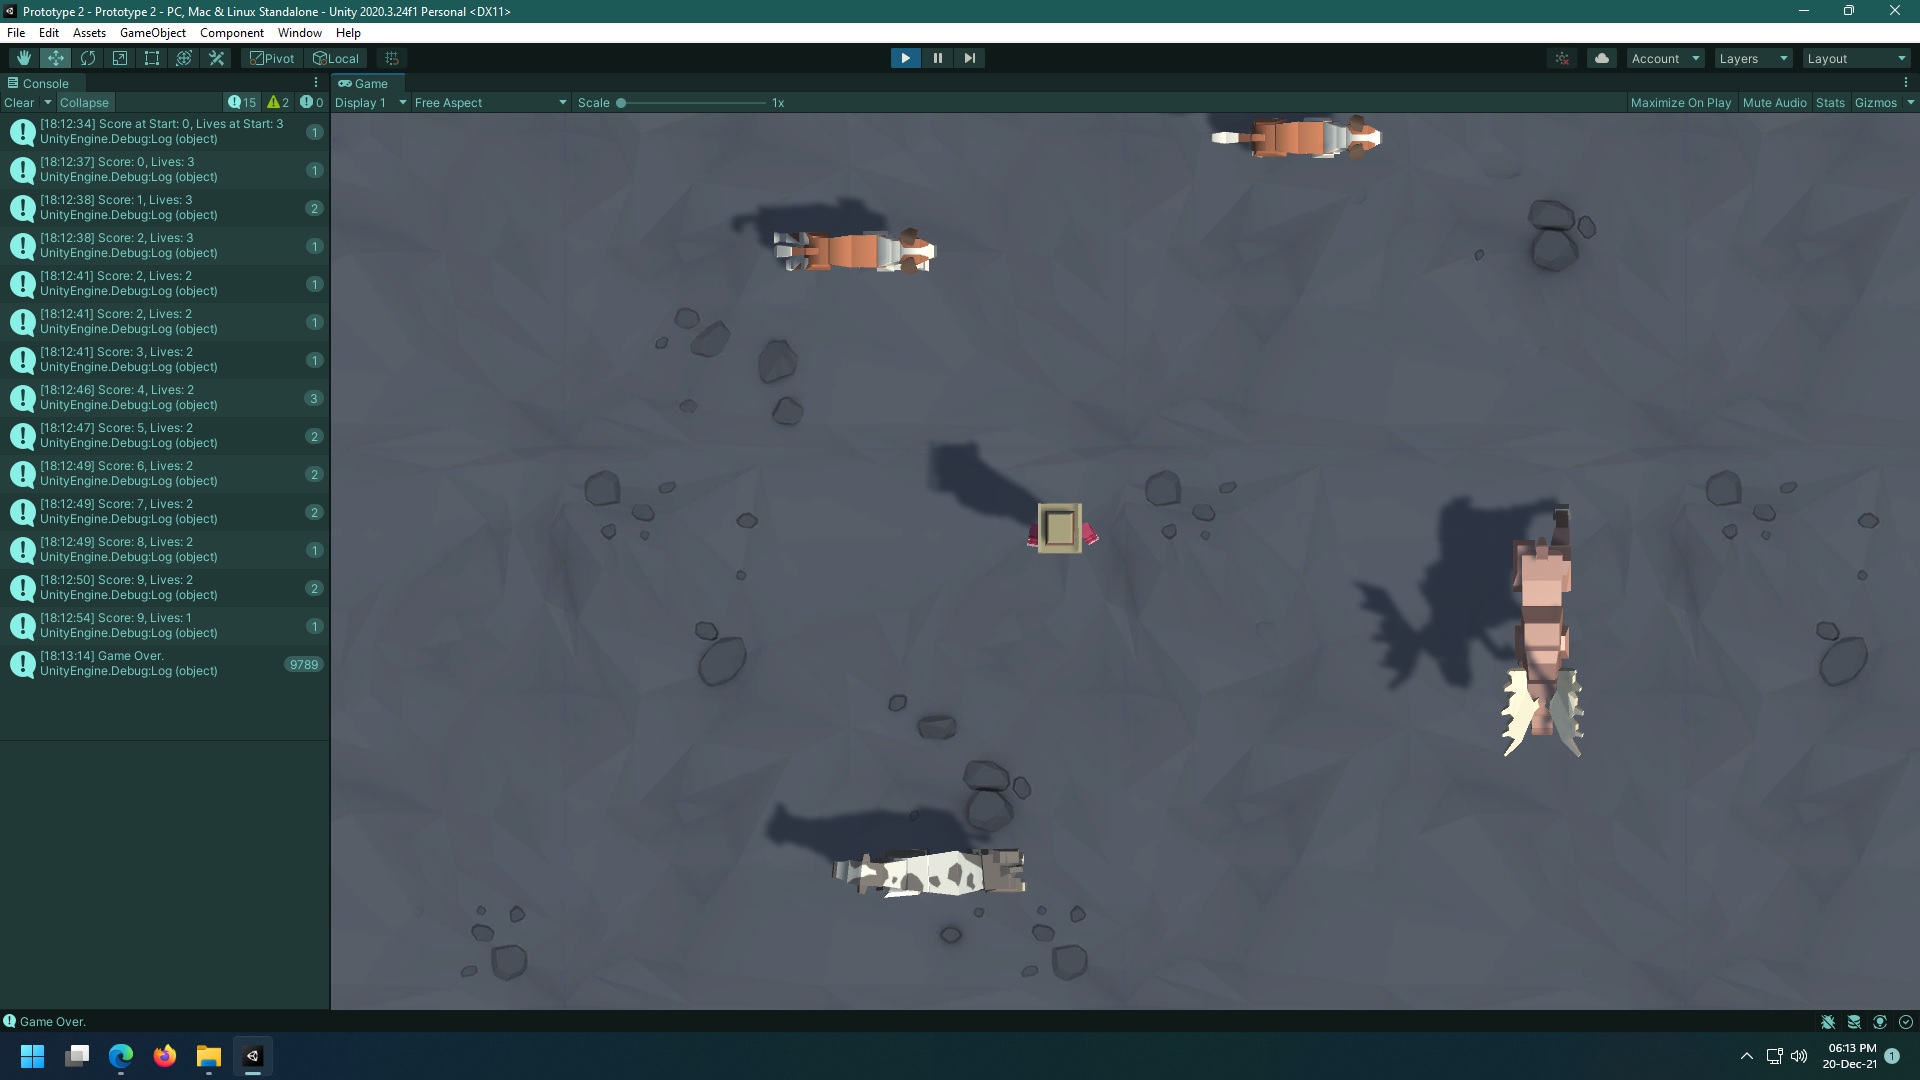 Prototype 2 - Prototype 2 - PC, Mac & Linux Standalone - Unity 2020.3.24f1 Personal <DX11>
File Edit Assets GameObject Component Window Help
Pivot Local Account Layers Layout
Console Game
Clear Collapse 15 2 0 Display 1 Free Aspect Scale 1x Maximize On Play Mute Audio Stats Gizmos
[18:12:34] Score at Start: 0, Lives at Start: 3
UnityEngine.Debug:Log (object) 1
[18:12:37] Score: 0, Lives: 3
UnityEngine.Debug:Log (object) 1
[18:12:38] Score: 1, Lives: 3
UnityEngine.Debug:Log (object) 2
[18:12:38] Score: 2, Lives: 3
UnityEngine.Debug:Log (object) 1
[18:12:41] Score: 2, Lives: 2
UnityEngine.Debug:Log (object) 1
[18:12:41] Score: 2, Lives: 2
UnityEngine.Debug:Log (object) 1
[18:12:41] Score: 3, Lives: 2
UnityEngine.Debug:Log (object) 1
[18:12:46] Score: 4, Lives: 2
UnityEngine.Debug:Log (object) 3
[18:12:47] Score: 5, Lives: 2
UnityEngine.Debug:Log (object) 2
[18:12:49] Score: 6, Lives: 2
UnityEngine.Debug:Log (object) 2
[18:12:49] Score: 7, Lives: 2
UnityEngine.Debug:Log (object) 2
[18:12:49] Score: 8, Lives: 2
UnityEngine.Debug:Log (object) 1
[18:12:50] Score: 9, Lives: 2
UnityEngine.Debug:Log (object) 2
[18:12:54] Score: 9, Lives: 1
UnityEngine.Debug:Log (object) 1
[18:13:14] Game Over.
UnityEngine.Debug:Log (object) 9789
Game Over.
06:13 PM
20-Dec-21 1